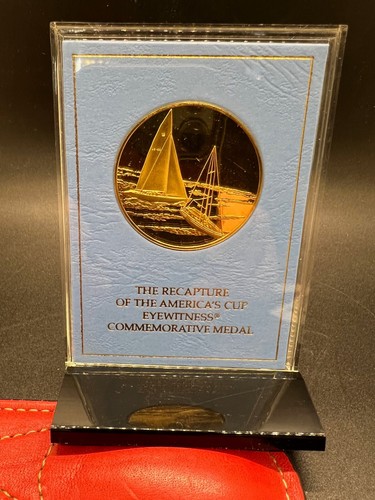 THE RECAPTURE
OF THE AMERICA'S CUP
EYEWITNESS®
COMMEMORATIVE MEDAL